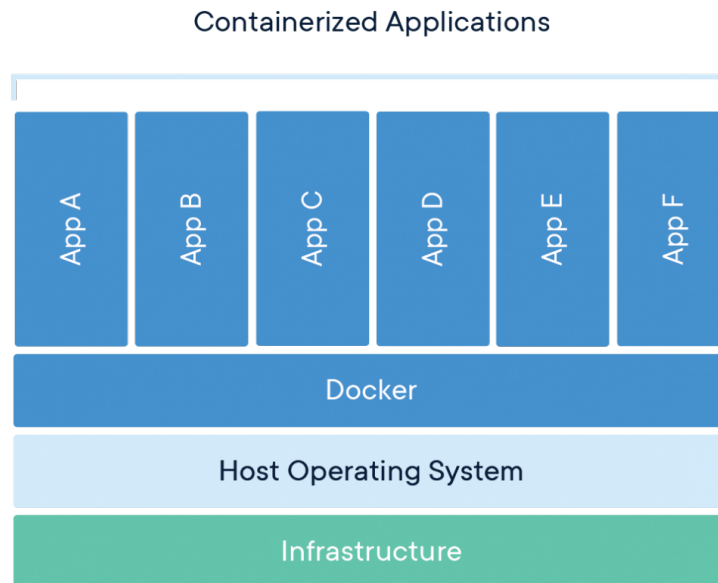 Containerized Applications
App A
App B
App C
App D
App E
App F
Docker
Host Operating System
Infrastructure